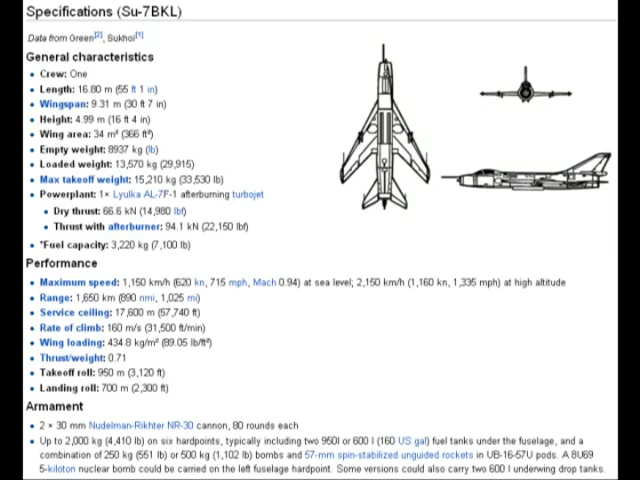 Specifications (Su-7BKL)
Data from Green[2], Sukhoi[1]
General characteristics
• Crew: One
• Length: 16.80 m (55 ft 1 in)
• Wingspan: 9.31 m (30 ft 7 in)
• Height: 4.99 m (16 ft 4 in)
• Wing area: 34 m² (366 ft²)
• Empty weight: 8937 kg (lb)
• Loaded weight: 13,570 kg (29,915)
• Max takeoff weight: 15,210 kg (33,530 lb)
• Powerplant: 1× Lyulka AL-7F-1 afterburning turbojet
• Dry thrust: 66.6 kN (14,980 lbf)
• Thrust with afterburner: 94.1 kN (22,150 lbf)
• *Fuel capacity: 3,220 kg (7,100 lb)
Performance
• Maximum speed: 1,150 km/h (620 kn, 715 mph, Mach 0.94) at sea level; 2,150 km/h (1,160 kn, 1,335 mph) at high altitude
• Range: 1,650 km (890 nmi, 1,025 mi)
• Service ceiling: 17,600 m (57,740 ft)
• Rate of climb: 160 m/s (31,500 ft/min)
• Wing loading: 434.8 kg/m² (89.05 lb/ft²)
• Thrust/weight: 0.71
• Takeoff roll: 950 m (3,120 ft)
• Landing roll: 700 m (2,300 ft)
Armament
• 2 × 30 mm Nudelman-Rikhter NR-30 cannon, 80 rounds each
• Up to 2,000 kg (4,410 lb) on six hardpoints, typically including two 950l or 600 l (160 US gal) fuel tanks under the fuselage, and a
combination of 250 kg (551 lb) or 500 kg (1,102 lb) bombs and 57-mm spin-stabilized unguided rockets in UB-16-57U pods. A 8U69
5-kiloton nuclear bomb could be carried on the left fuselage hardpoint. Some versions could also carry two 600 l underwing drop tanks.